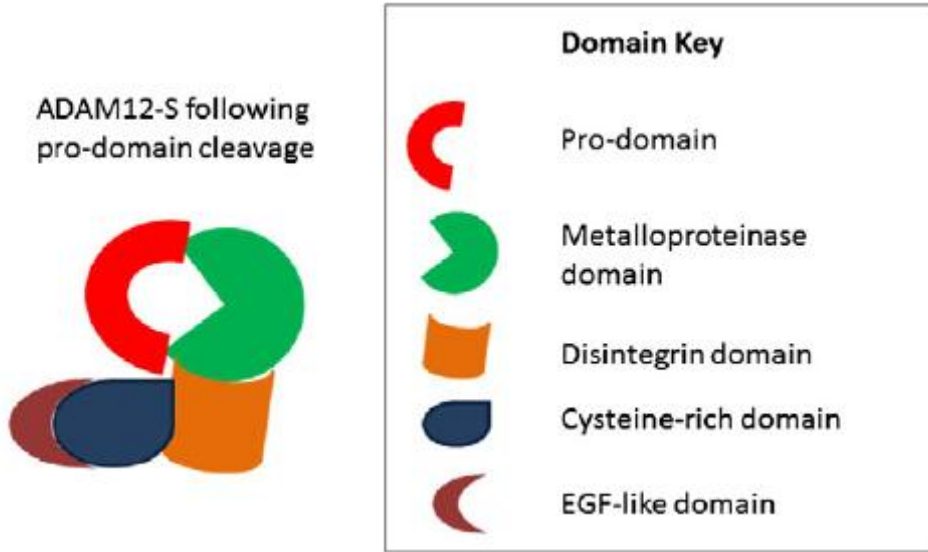 ADAM12-S following
pro-domain cleavage
Domain Key
Pro-domain
Metalloproteinase
domain
Disintegrin domain
Cysteine-rich domain
EGF-like domain